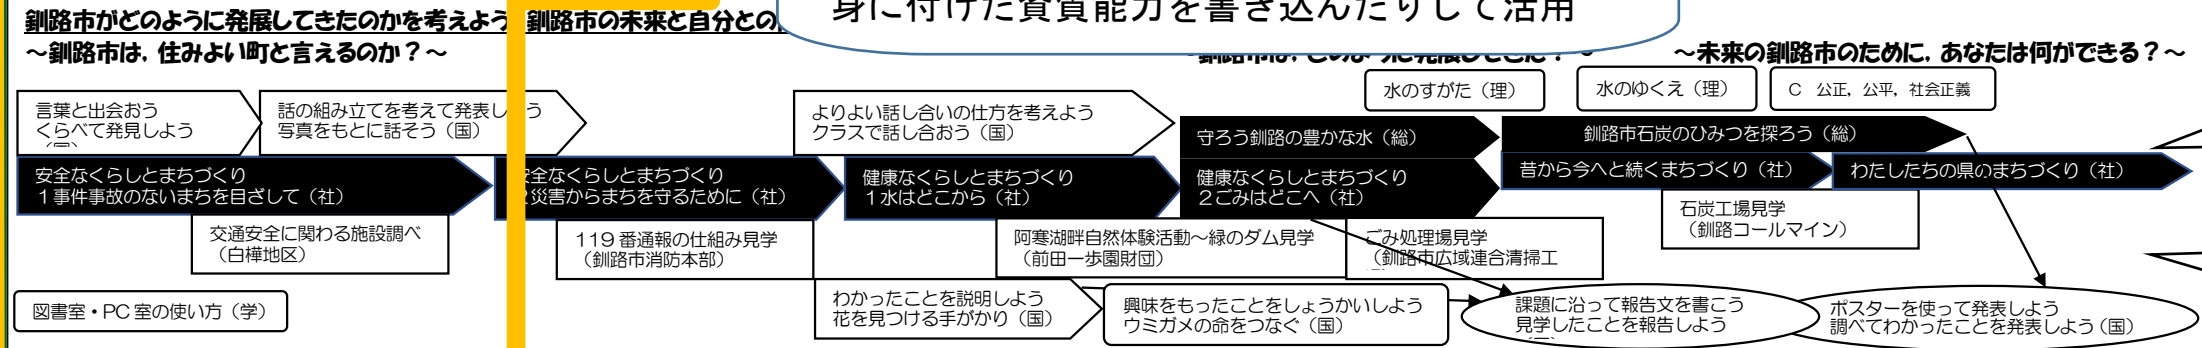 身に付けた資質能力を書き込んだりして活用
釧路市がどのように発展してきたのかを考えよう
釧路市の未来と自分との
～釧路市は，住みよい町と言えるのか？～
～未来の釧路市のために，あなたは何ができる？～
水のすがた（理）
水のゆくえ（理）
C 公正，公平，社会正義
言葉と出会おう
くらべて発見しよう
話の組み立てを考えて発表しよう
写真をもとに話そう（国）
よりよい話し合いの仕方を考えよう
クラスで話し合おう（国）
守ろう釧路の豊かな水（総）
釧路市石炭のひみつを探ろう（総）
安全なくらしとまちづくり
１事件事故のないまちを目ざして（社）
安全なくらしとまちづくり
２災害からまちを守るために（社）
健康なくらしとまちづくり
１水はどこから（社）
健康なくらしとまちづくり
２ごみはどこへ（社）
昔から今へと続くまちづくり（社）
わたしたちの県のまちづくり（社）
交通安全に関わる施設調べ
（白樺地区）
119番通報の仕組み見学
（釧路市消防本部）
阿寒湖畔自然体験活動～緑のダム見学
（前田一歩園財団）
ごみ処理場見学
（釧路市広域連合清掃工
石炭工場見学
（釧路コールマイン）
図書室・PC室の使い方（学）
わかったことを説明しよう
花を見つける手がかり（国）
興味をもったことをしょうかいしよう
ウミガメの命をつなぐ（国）
課題に沿って報告文を書こう
見学したことを報告しよう
ポスターを使って発表しよう
調べてわかったことを発表しよう（国）